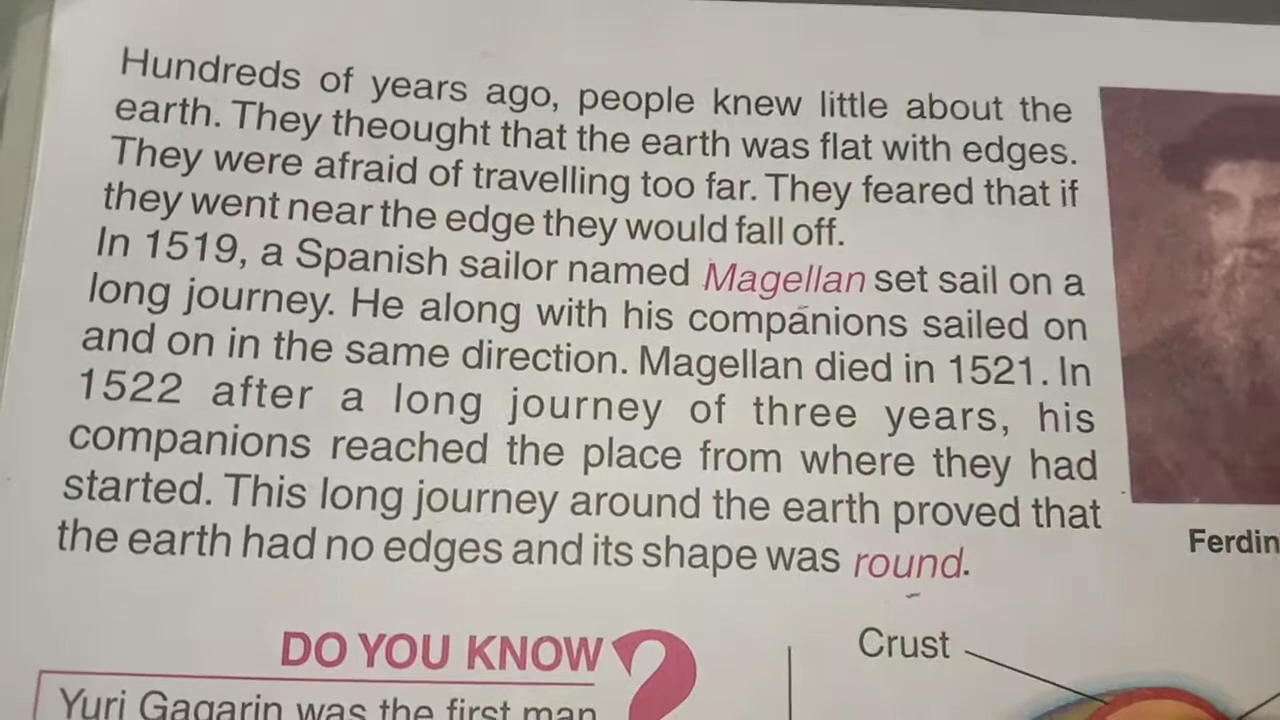 Hundreds of years ago, people knew little about the
earth. They theought that the earth was flat with edges.
They were afraid of travelling too far. They feared that if
they went near the edge they would fall off.
In 1519, a Spanish sailor named Magellan set sail on a
long journey. He along with his companions sailed on
and on in the same direction. Magellan died in 1521. In
1522 after a long journey of three years, his
companions reached the place from where they had
started. This long journey around the earth proved that
the earth had no edges and its shape was round.
Ferdin
DO YOU KNOW?
Crust
Yuri Gagarin was the first man